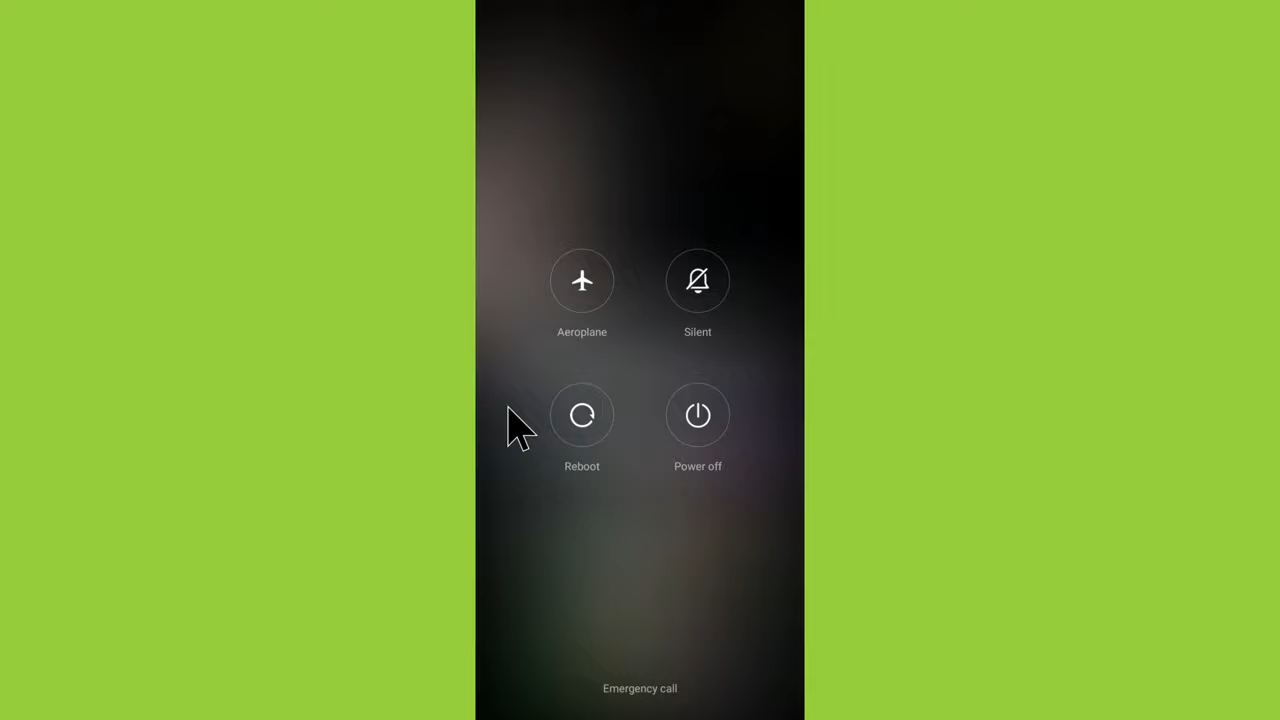 Aeroplane
Silent
Reboot
Power off
Emergency call